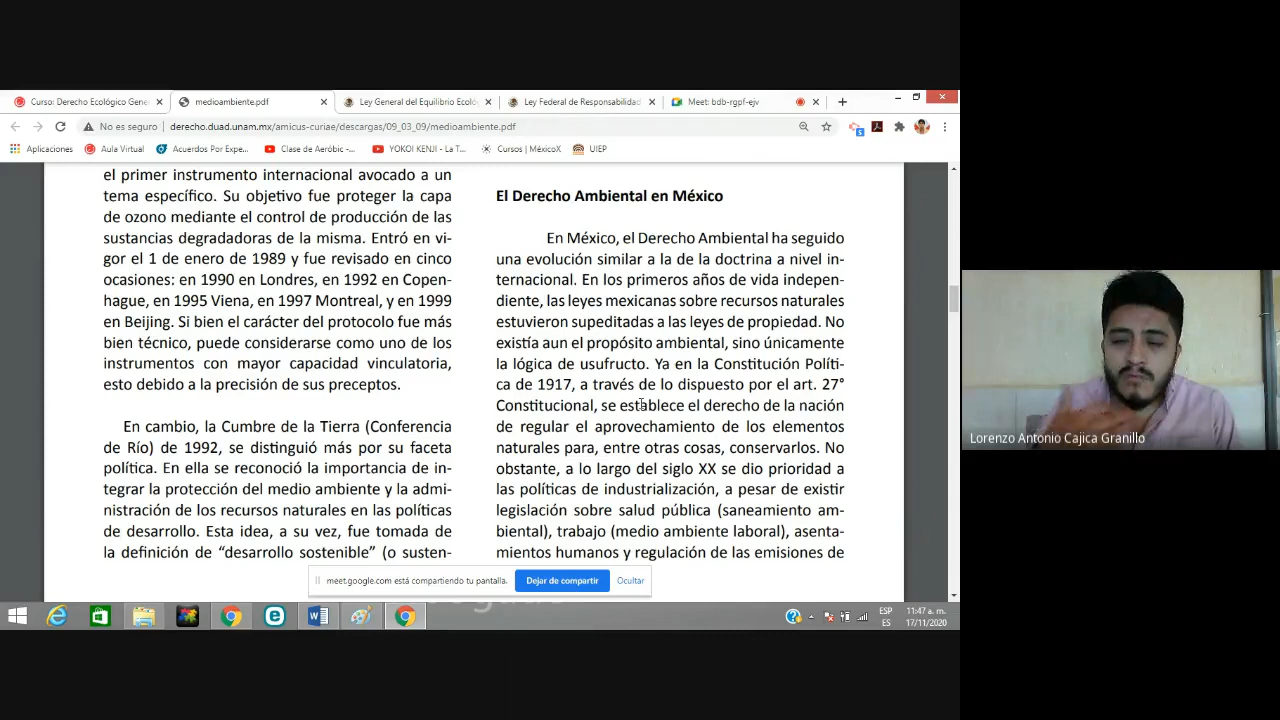 Curso: Derecho Ecológico Gene
medioambiente.pdf
Ley General del Equilibrio Ecoló
Ley Federal de Responsabilidad
Meet: bdb-rgpf-ejv
No es seguro
derecho.duad.unam.mx/amicus-curiae/descargas/09_03_09/medioambiente.pdf
5
Aplicaciones
Aula Virtual
Acuerdos Por Expe...
Clase de Aeróbic -...
YOKOI KENJI - La T...
Cursos | MéxicoX
UIEP
el primer instrumento internacional avocado a un
tema específico. Su objetivo fue proteger la capa
de ozono mediante el control de producción de las
sustancias degradadoras de la misma. Entró en vi-
gor el 1 de enero de 1989 y fue revisado en cinco
ocasiones: en 1990 en Londres, en 1992 en Copen-
hague, en 1995 Viena, en 1997 Montreal, y en 1999
en Beijing. Si bien el carácter del protocolo fue más
bien técnico, puede considerarse como uno de los
instrumentos con mayor capacidad vinculatoria,
esto debido a la precisión de sus preceptos.
En cambio, la Cumbre de la Tierra (Conferencia
de Río) de 1992, se distinguió más por su faceta
política. En ella se reconoció la importancia de in-
tegrar la protección del medio ambiente y la admi-
nistración de los recursos naturales en las políticas
de desarrollo. Esta idea, a su vez, fue tomada de
la definición de “desarrollo sostenible” (o susten-
El Derecho Ambiental en México
En México, el Derecho Ambiental ha seguido
una evolución similar a la de la doctrina a nivel in-
ternacional. En los primeros años de vida indepen-
diente, las leyes mexicanas sobre recursos naturales
estuvieron supeditadas a las leyes de propiedad. No
existía aun el propósito ambiental, sino únicamente
la lógica de usufructo. Ya en la Constitución Políti-
ca de 1917, a través de lo dispuesto por el art. 27°
Constitucional, se establece el derecho de la nación
de regular el aprovechamiento de los elementos
naturales para, entre otras cosas, conservarlos. No
obstante, a lo largo del siglo XX se dio prioridad a
las políticas de industrialización, a pesar de existir
legislación sobre salud pública (saneamiento am-
biental), trabajo (medio ambiente laboral), asenta-
mientos humanos y regulación de las emisiones de
meet.google.com está compartiendo tu pantalla.
Dejar de compartir
Ocultar
ESP
ES
11:47 a. m.
17/11/2020
Lorenzo Antonio Cajica Granillo